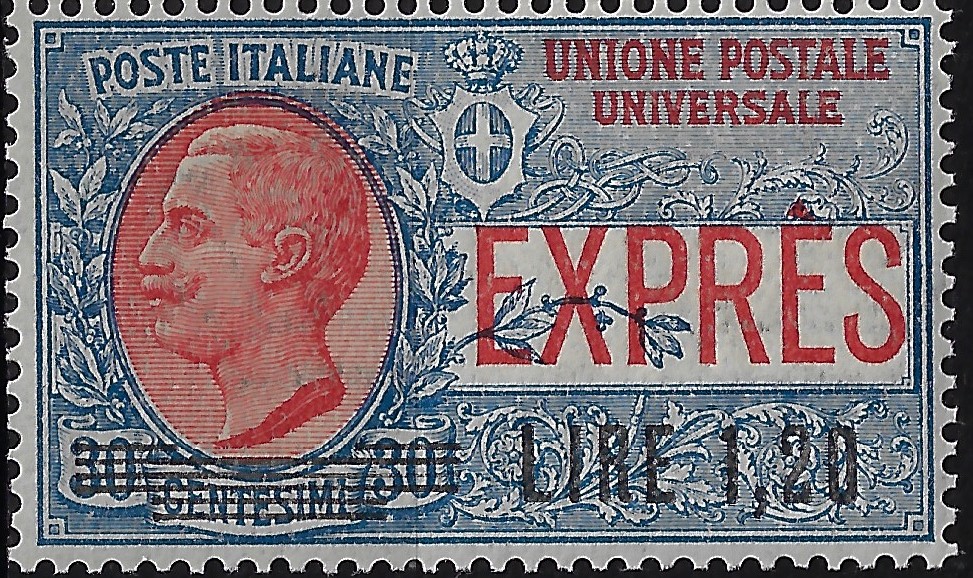 POSTE ITALIANE
UNIONE POSTALE
UNIVERSALE
EXPRES
30 30
CENTESIMI
LIRE 1,20